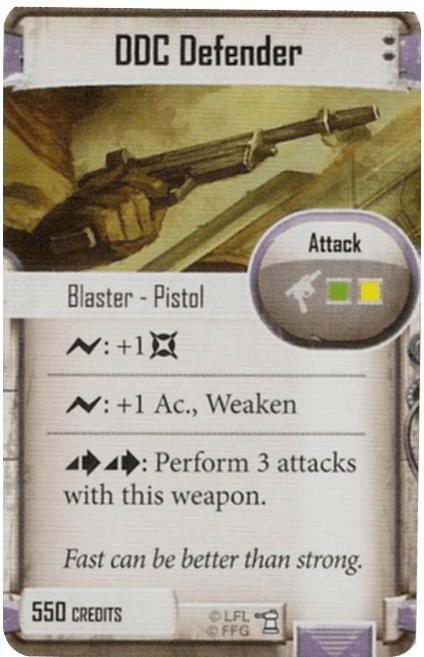 DDC Defender
Attack
Blaster - Pistol
: +1
: +1 Ac., Weaken
: Perform 3 attacks
with this weapon.
Fast can be better than strong.
550 CREDITS
© LFL
© FFG